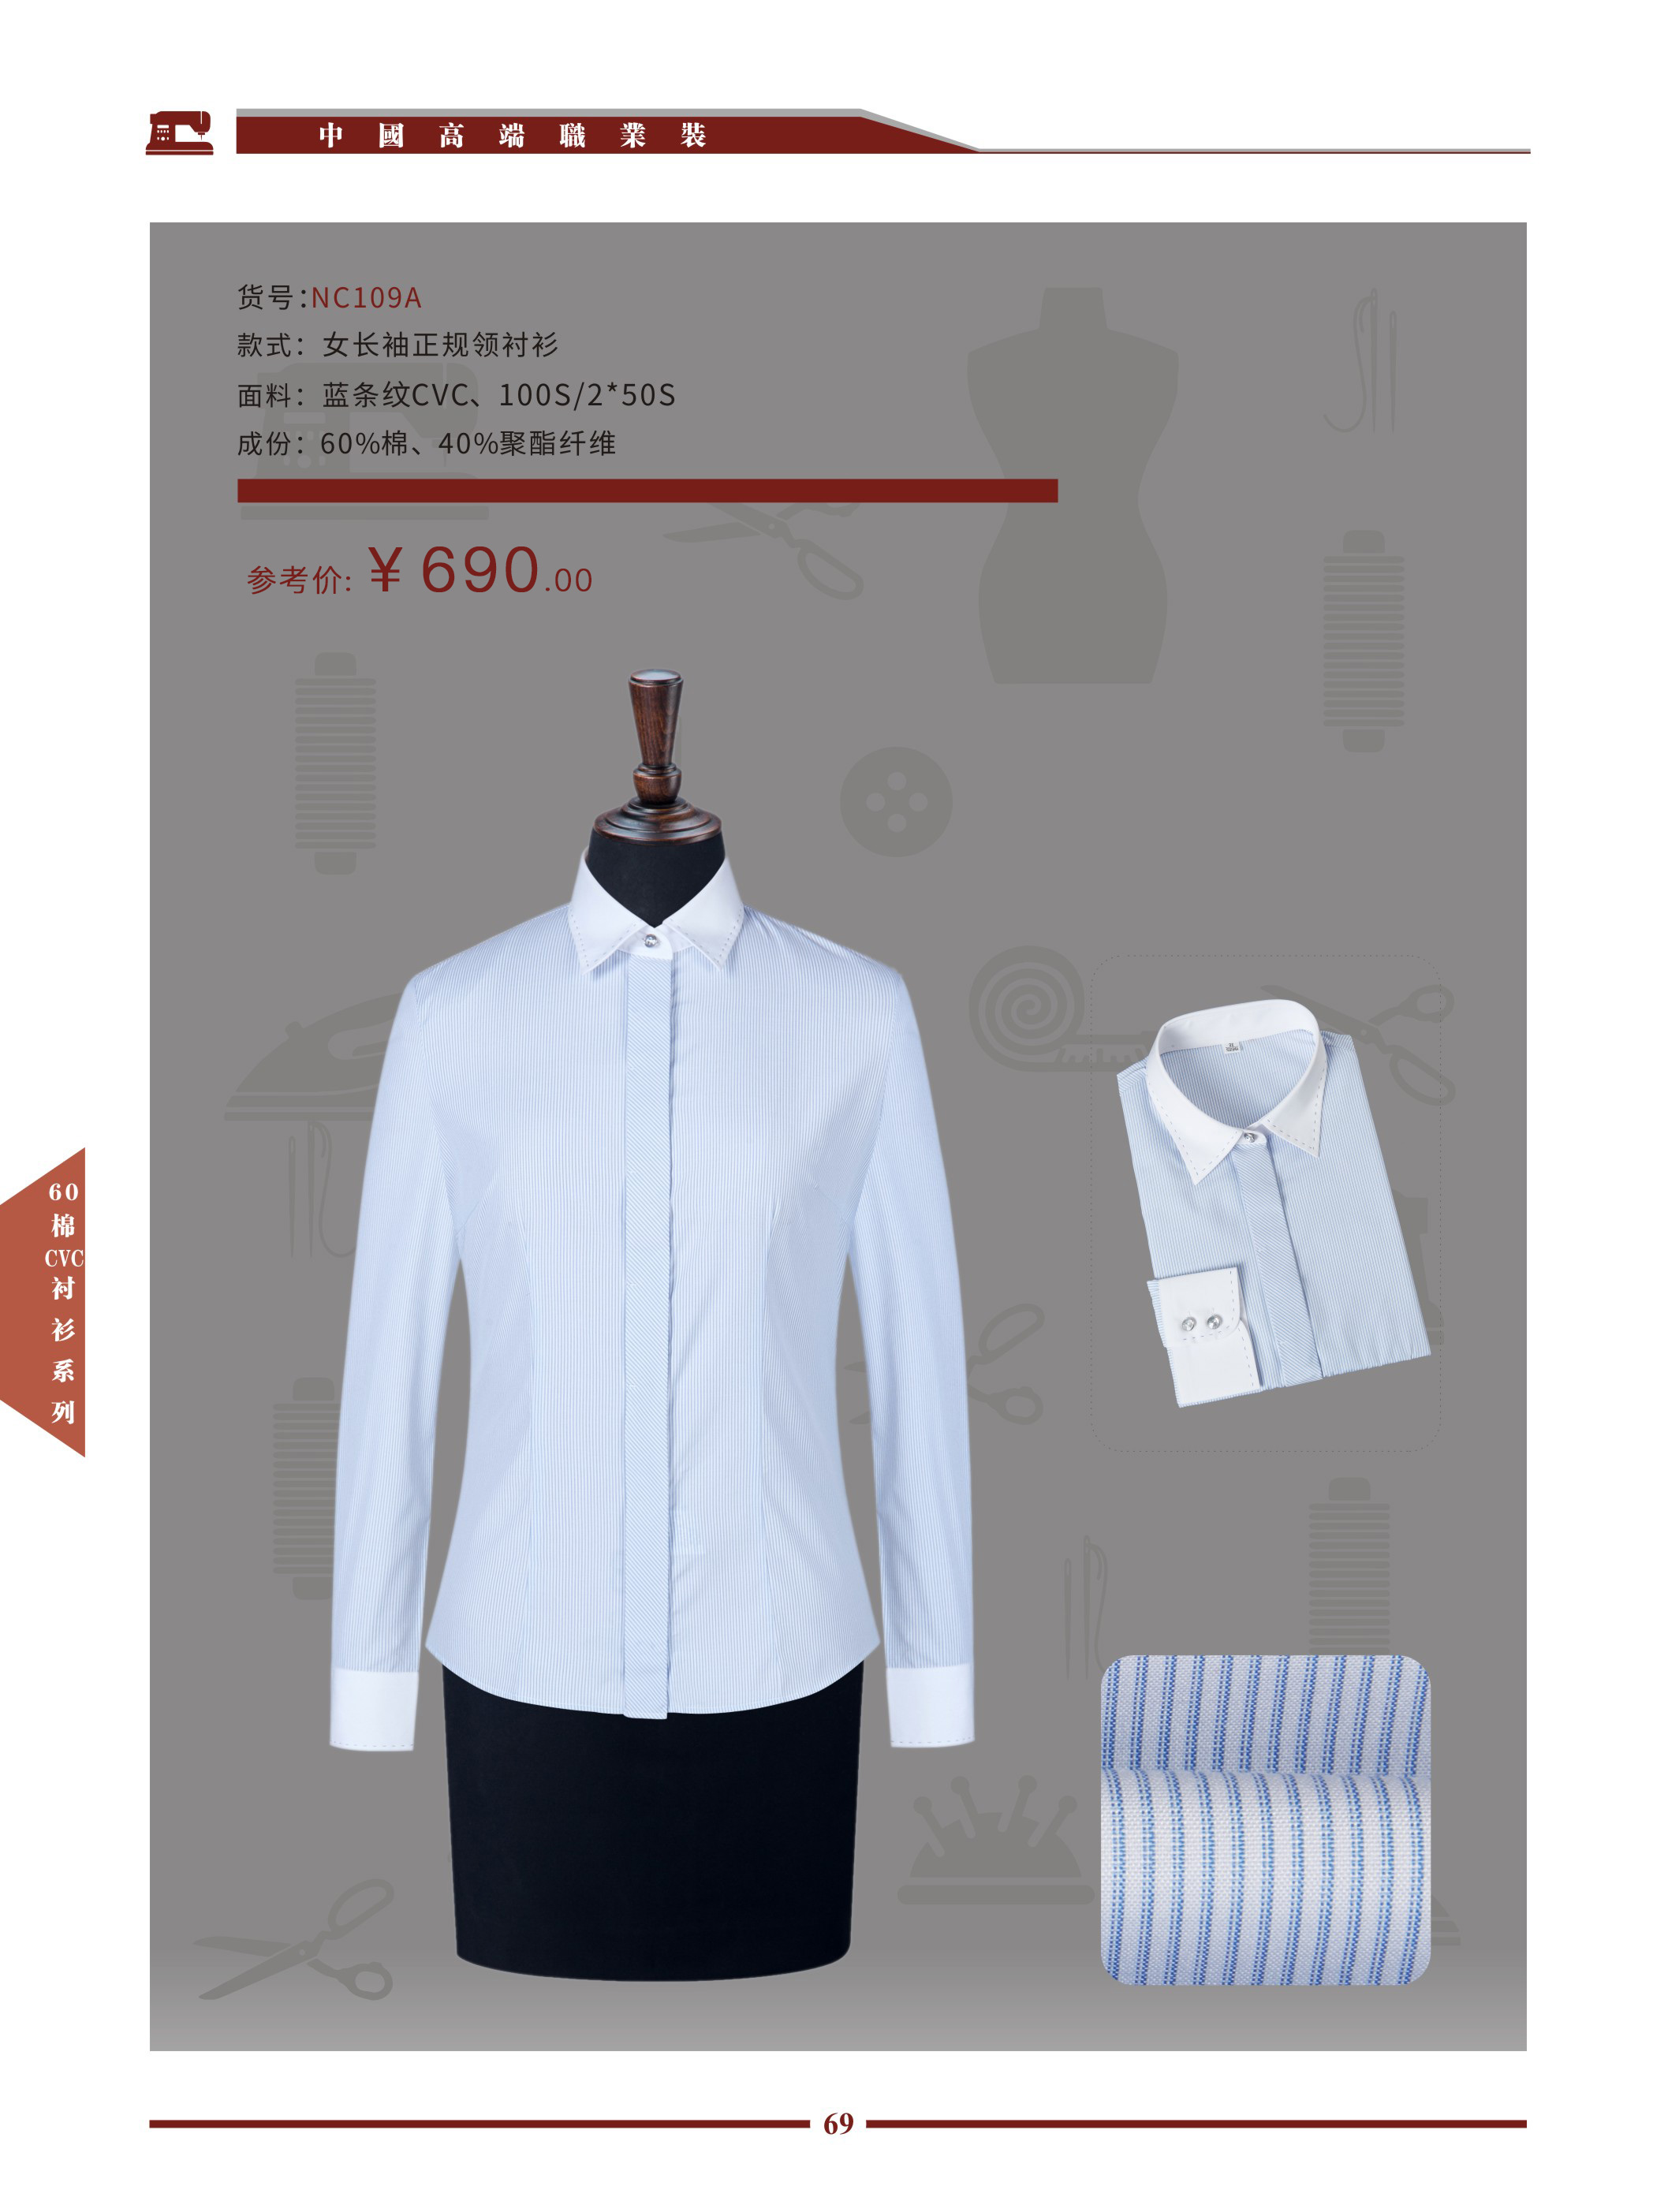 中國高端職業裝
货号:NC109A
款式：女长袖正规领衬衫
面料：蓝条纹CVC、100S/2*50S
成份：60%棉、40%聚酯纤维
参考价:￥690.00
60
棉
CVC
衬
衫
系
列
69